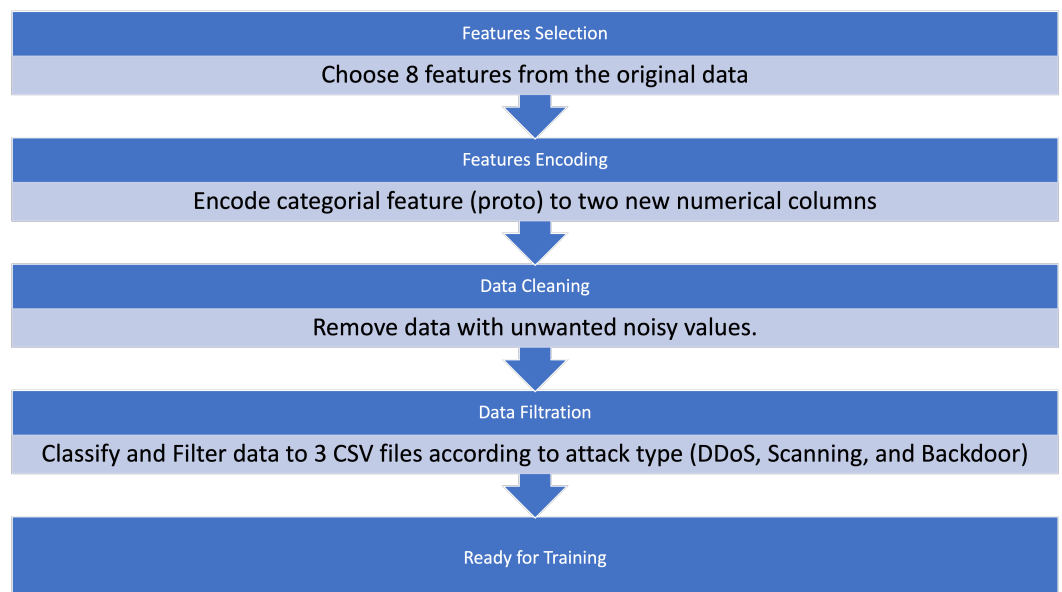 Features Selection
Choose 8 features from the original data
Features Encoding
Encode categorial feature (proto) to two new numerical columns
Data Cleaning
Remove data with unwanted noisy values.
Data Filtration
Classify and Filter data to 3 CSV files according to attack type (DDoS, Scanning, and Backdoor)
Ready for Training